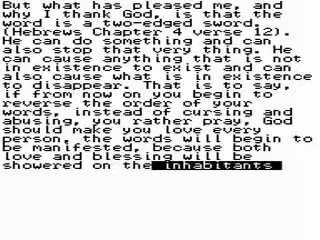 But what has pleased me, and
why I thank God, is that the
word is a two-edged sword.
(Hebrews Chapter 4 verse 12).
He can do something and can
also stop that very thing. He
can cause anything that is not
in existence to exist and can
also cause what is in existence
to disappear. That is to say,
if from now on you begin to
reverse the order of your
words, instead of cursing and
abusing, you rather pray, God
should make you love every
person, the words will begin to
be manifested, because both
love and blessing will be
showered on the inhabitants